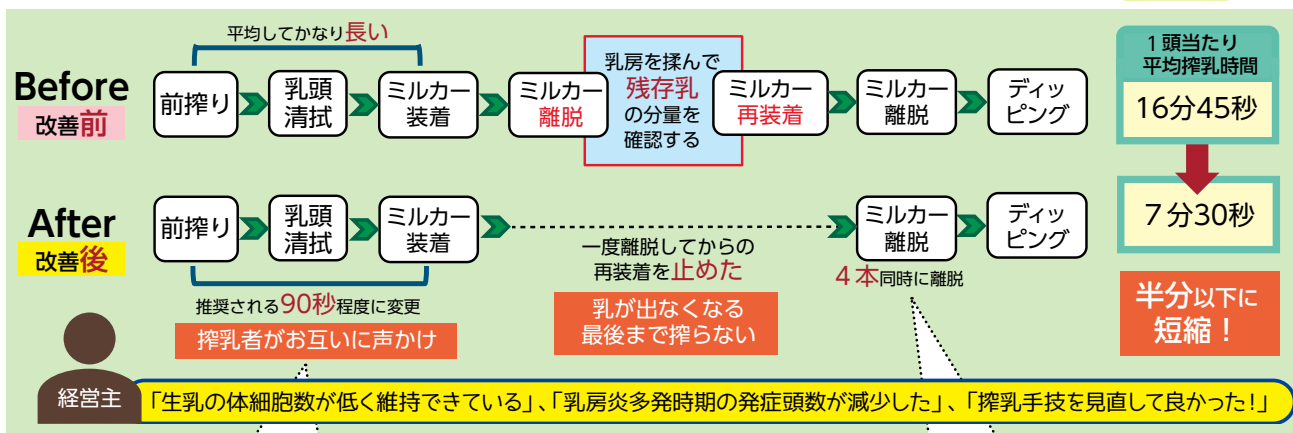 平均してかなり長い
Before
改善前
前搾り
乳頭
清拭
ミルカー
装着
ミルカー
離脱
乳房を揉んで
残存乳
の分量を
確認する
ミルカー
再装着
ミルカー
離脱
ディッ
ピング
1頭当たり
平均搾乳時間
16分45秒
After
改善後
前搾り
乳頭
清拭
ミルカー
装着
一度離脱してからの
再装着を止めた
ミルカー
離脱
ディッ
ピング
7分30秒
推奨される90秒程度に変更
搾乳者がお互いに声かけ
乳が出なくなる
最後まで搾らない
4本同時に離脱
半分以下に
短縮!
経営主
「生乳の体細胞数が低く維持できている」、「乳房炎多発時期の発症頭数が減少した」、「搾乳手技を見直して良かった!」